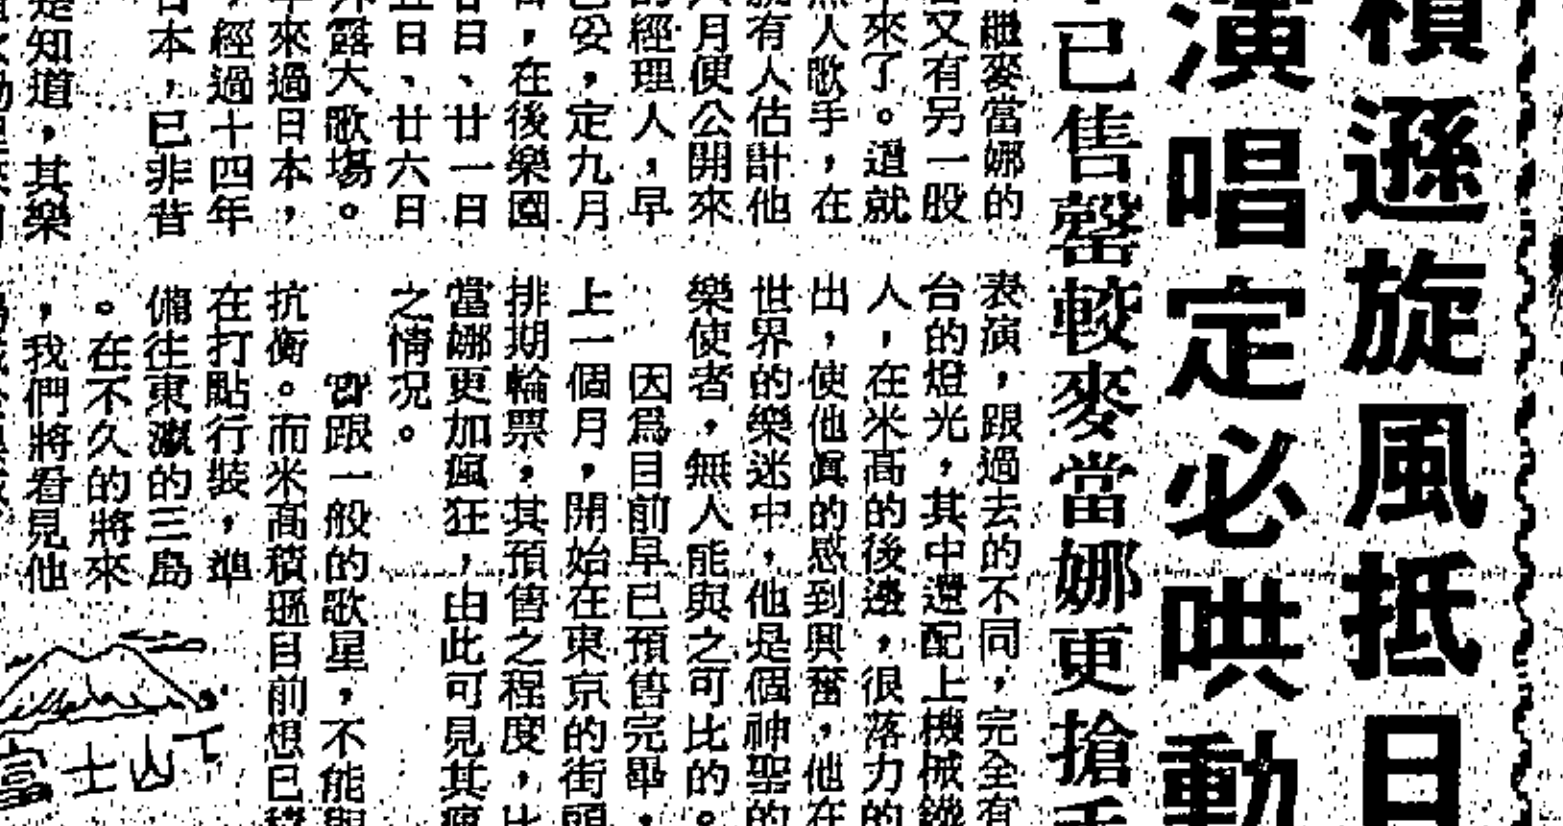 積遜旋風抵日
演唱定必哄動
已售罄較麥當娜更搶手
繼麥當娜的
又有另一股
來了。這就
人歌手，在
有人估計他
月便公開來
經理人，早
妥，定九月
，在後樂園
日、廿一日
日、廿六日
露大歌場。
來過日本，
經過十四年
本，已非昔
知道，其樂
表演，跟過去的不同，完全有
台的燈光，其中還配上機械鐵
人，在米高的後邊，很落力的
出，使他眞的感到興奮，他在
世界的樂迷中，他是個神聖的
樂使者，無人能與之可比的。
因爲目前早已預售完畢，
上一個月，開始在東京的街頭
排期輪票，其預售之程度，比
當娜更加瘋狂，由此可見其瘋
之情況。
跟一般的歌星，不能與
抗衡。而米高積遜目前想已積
在打點行裝，準
備往東瀛的三島
。在不久的將來
，我們將看見他
富士山下